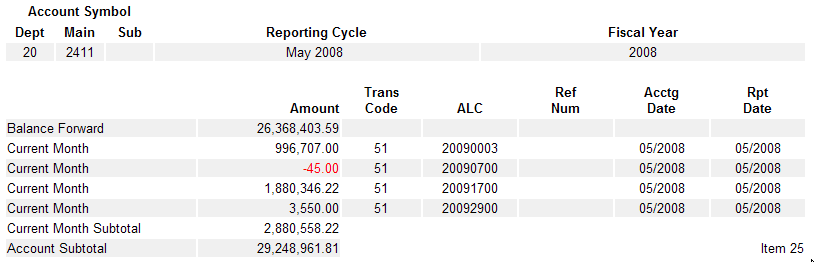 Account Symbol
Dept Main Sub Reporting Cycle Fiscal Year
20 2411 May 2008 2008
Trans Ref Acctg Rpt
Amount Code ALC Num Date Date
Balance Forward 26,368,403.59
Current Month 996,707.00 51 20090003 05/2008 05/2008
Current Month -45.00 51 20090700 05/2008 05/2008
Current Month 1,880,346.22 51 20091700 05/2008 05/2008
Current Month 3,550.00 51 20092900 05/2008 05/2008
Current Month Subtotal 2,880,558.22
Account Subtotal 29,248,961.81 Item 25